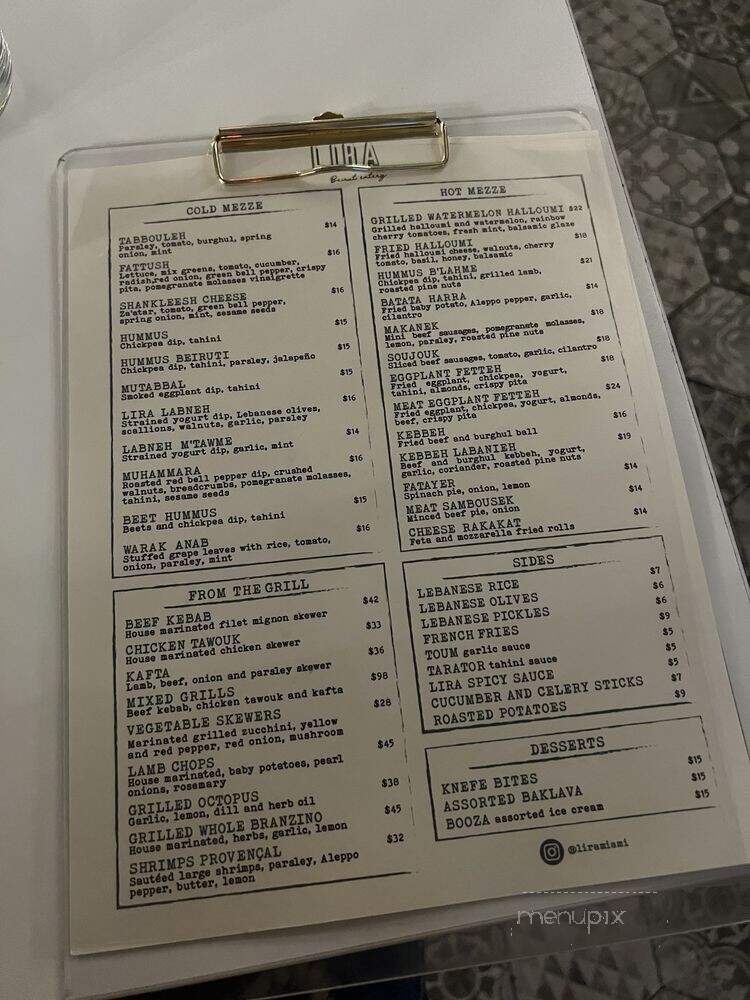 LIRA
Beirut eatery
COLD MEZZE
TABBOULEH $14
Parsley, tomato, burghul, spring
onion, mint
FATTUSH $16
Lettuce, mix greens, tomato, cucumber,
radish,red onion, green bell pepper, crispy
pita, pomegranate molasses vinaigrette
SHANKLEESH CHEESE $16
Za'atar, tomato, green bell pepper,
spring onion, mint, sesame seeds
HUMMUS $15
Chickpea dip, tahini
HUMMUS BEIRUTI $15
Chickpea dip, tahini, parsley, jalapeño
MUTABBAL $15
Smoked eggplant dip, tahini
LIRA LABNEH $16
Strained yogurt dip, Lebanese olives,
scallions, walnuts, garlic, parsley
LABNEH M'TAWME $14
Strained yogurt dip, garlic, mint
MUHAMMARA $16
Roasted red bell pepper dip, crushed
walnuts, breadcrumbs, pomegranate molasses,
tahini, sesame seeds
BEET HUMMUS $15
Beets and chickpea dip, tahini
WARAK ANAB $16
Stuffed grape leaves with rice, tomato,
onion, parsley, mint
FROM THE GRILL
BEEF KEBAB $42
House marinated filet mignon skewer
CHICKEN TAWOUK $33
House marinated chicken skewer
KAFTA $36
Lamb, beef, onion and parsley skewer
MIXED GRILLS $98
Beef kebab, chicken tawouk and kafta
VEGETABLE SKEWERS $28
Marinated grilled zucchini, yellow
and red pepper, red onion, mushroom
LAMB CHOPS $45
House marinated, baby potatoes, pearl
onions, rosemary
GRILLED OCTOPUS $38
Garlic, lemon, dill and herb oil
GRILLED WHOLE BRANZINO $45
House marinated, herbs, garlic, lemon
SHRIMPS PROVENÇAL $32
Sautéed large shrimps, parsley, Aleppo
pepper, butter, lemon
HOT MEZZE
GRILLED WATERMELON HALLOUMI $22
Grilled halloumi and watermelon, rainbow
cherry tomatoes, fresh mint, balsamic glaze
FRIED HALLOUMI $18
Fried halloumi cheese, walnuts, cherry
tomato, basil, honey, balsamic
HUMMUS B'LAHME $21
Chickpea dip, tahini, grilled lamb,
roasted pine nuts
BATATA HARRA $14
Fried baby potato, Aleppo pepper, garlic,
cilantro
MAKANEK $18
Mini beef sausages, pomegranate molasses,
lemon, parsley, roasted pine nuts
SOUJOUK $18
Sliced beef sausages, tomato, garlic, cilantro
EGGPLANT FETTEH $18
Fried eggplant, chickpea, yogurt,
tahini, almonds, crispy pita
MEAT EGGPLANT FETTEH $24
Fried eggplant, chickpea, yogurt, almonds,
beef, crispy pita
KEBBEH $16
Fried beef and burghul ball
KEBBEH LABANIEH $19
Beef and burghul kebbeh, yogurt,
garlic, coriander, roasted pine nuts
FATAYER $14
Spinach pie, onion, lemon
MEAT SAMBOUSEK $14
Minced beef pie, onion
CHEESE RAKAKAT $14
Feta and mozzarella fried rolls
SIDES
LEBANESE RICE $7
LEBANESE OLIVES $6
LEBANESE PICKLES $6
FRENCH FRIES $9
TOUM garlic sauce $5
TARATOR tahini sauce $5
LIRA SPICY SAUCE $5
CUCUMBER AND CELERY STICKS $7
ROASTED POTATOES $9
DESSERTS
KNEFE BITES $15
ASSORTED BAKLAVA $15
BOOZA assorted ice cream $15
@liramiami
menupix